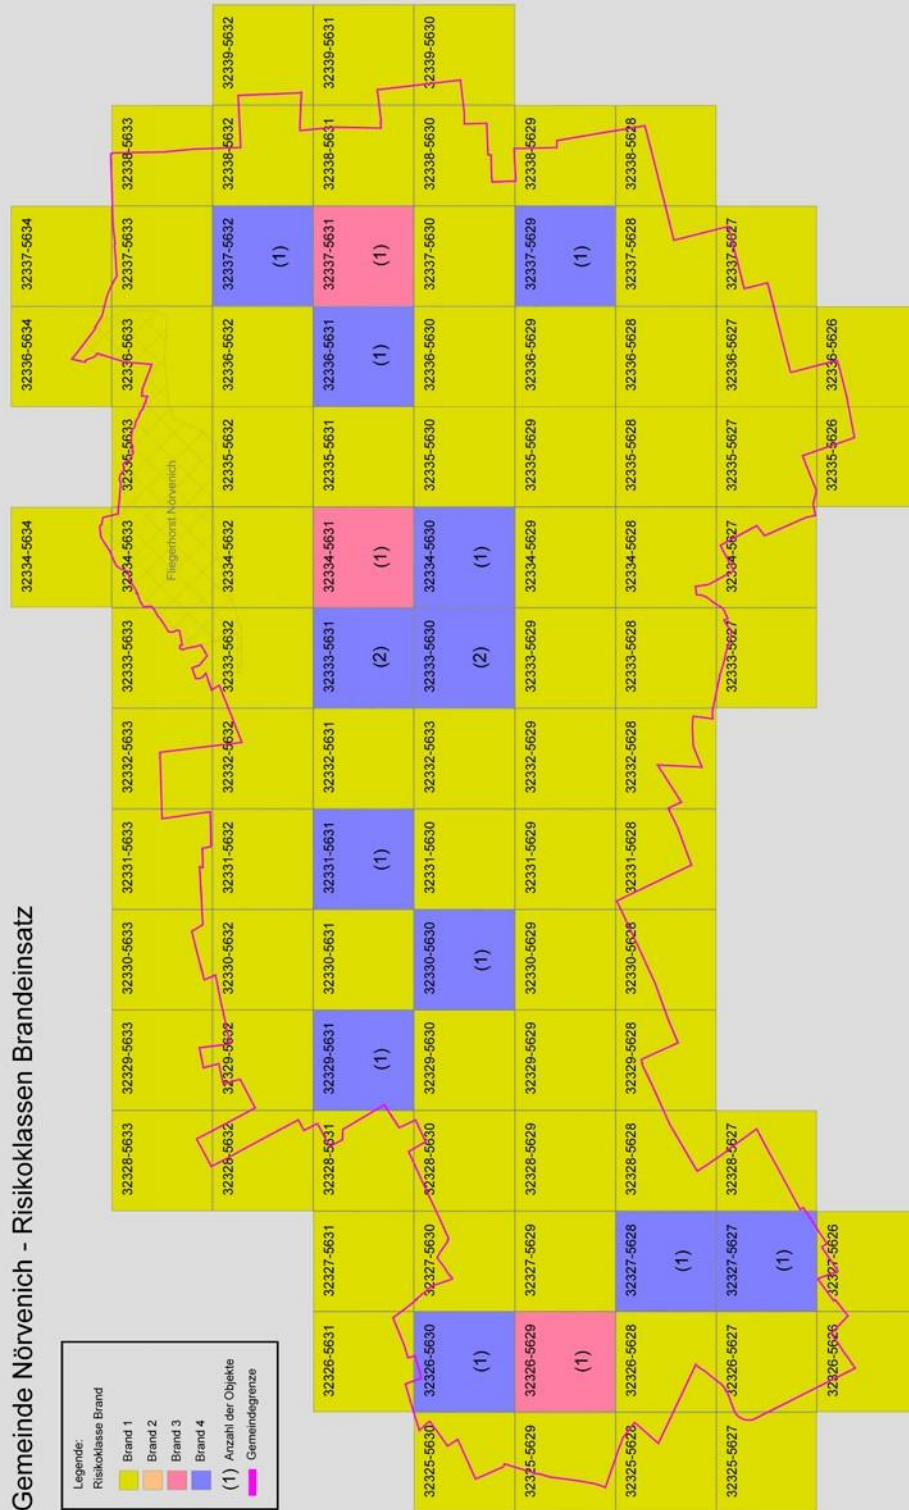 Gemeinde Nörvenich - Risikoklassen Brandeinsatz
Legende:
Risikoklasse Brand
Brand 1
Brand 2
Brand 3
Brand 4
(1) Anzahl der Objekte
Gemeindegrenze
32334-5634 32336-5634 32337-5634
32328-5633 32329-5633 32330-5633 32331-5633 32332-5633 32333-5633 32334-5633 32335-5633 32336-5633 32337-5633 32338-5633
Fliegerhorst Nörvenich
32328-5632 32329-5632 32330-5632 32331-5632 32332-5632 32333-5632 32334-5632 32335-5632 32336-5632 32337-5632 32338-5632 32339-5632
(1)
32326-5631 32327-5631 32328-5631 32329-5631 32330-5631 32331-5631 32332-5631 32333-5631 32334-5631 32335-5631 32336-5631 32337-5631 32338-5631 32339-5631
(1) (1) (2) (1) (1) (1)
32325-5630 32326-5630 32327-5630 32328-5630 32329-5630 32330-5630 32331-5630 32332-5633 32333-5630 32334-5630 32335-5630 32336-5630 32337-5630 32338-5630 32339-5630
(1) (1) (2) (1)
32325-5629 32326-5629 32327-5629 32328-5629 32329-5629 32330-5629 32331-5629 32332-5629 32333-5629 32334-5629 32335-5629 32336-5629 32337-5629 32338-5629
(1) (1)
32325-5628 32326-5628 32327-5628 32328-5628 32329-5628 32330-5628 32331-5628 32332-5628 32333-5628 32334-5628 32335-5628 32336-5628 32337-5628 32338-5628
(1)
32325-5627 32326-5627 32327-5627 32328-5627 32333-5627 32334-5627 32335-5627 32336-5627 32337-5627
(1)
32326-5626 32327-5626 32335-5626 32336-5626